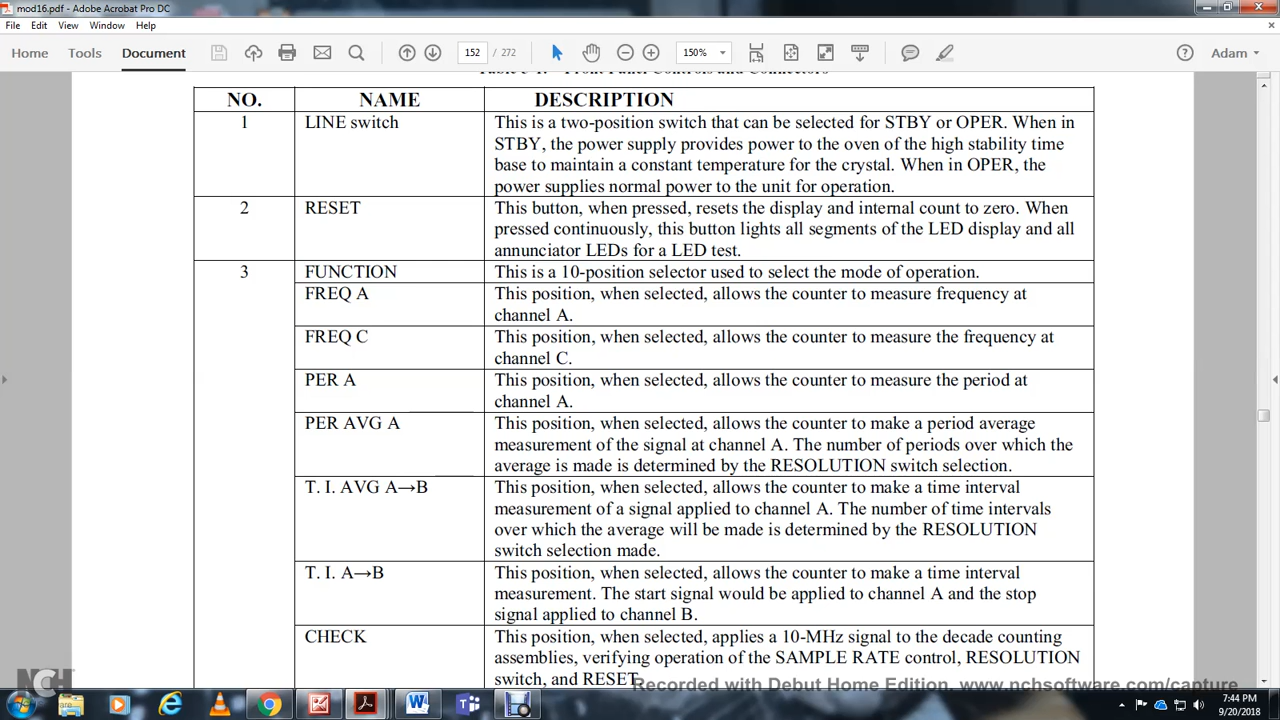 mod16.pdf - Adobe Acrobat Pro DC
File Edit View Window Help
Home Tools Document 152 / 272 150% Adam
Table 3-1. Front Panel Controls and Connectors
NO. NAME DESCRIPTION
1 LINE switch This is a two-position switch that can be selected for STBY or OPER. When in
STBY, the power supply provides power to the oven of the high stability time
base to maintain a constant temperature for the crystal. When in OPER, the
power supplies normal power to the unit for operation.
2 RESET This button, when pressed, resets the display and internal count to zero. When
pressed continuously, this button lights all segments of the LED display and all
annunciator LEDs for a LED test.
3 FUNCTION This is a 10-position selector used to select the mode of operation.
FREQ A This position, when selected, allows the counter to measure frequency at
channel A.
FREQ C This position, when selected, allows the counter to measure the frequency at
channel C.
PER A This position, when selected, allows the counter to measure the period at
channel A.
PER AVG A This position, when selected, allows the counter to make a period average
measurement of the signal at channel A. The number of periods over which the
average is made is determined by the RESOLUTION switch selection.
T. I. AVG A→B This position, when selected, allows the counter to make a time interval
measurement of a signal applied to channel A. The number of time intervals
over which the average will be made is determined by the RESOLUTION
switch selection made.
T. I. A→B This position, when selected, allows the counter to make a time interval
measurement. The start signal would be applied to channel A and the stop
signal applied to channel B.
CHECK This position, when selected, applies a 10-MHz signal to the decade counting
assemblies, verifying operation of the SAMPLE RATE control, RESOLUTION
switch, and RESET.
NCH
Recorded with Debut Home Edition. www.nchsoftware.com/capture
7:44 PM
9/20/2018